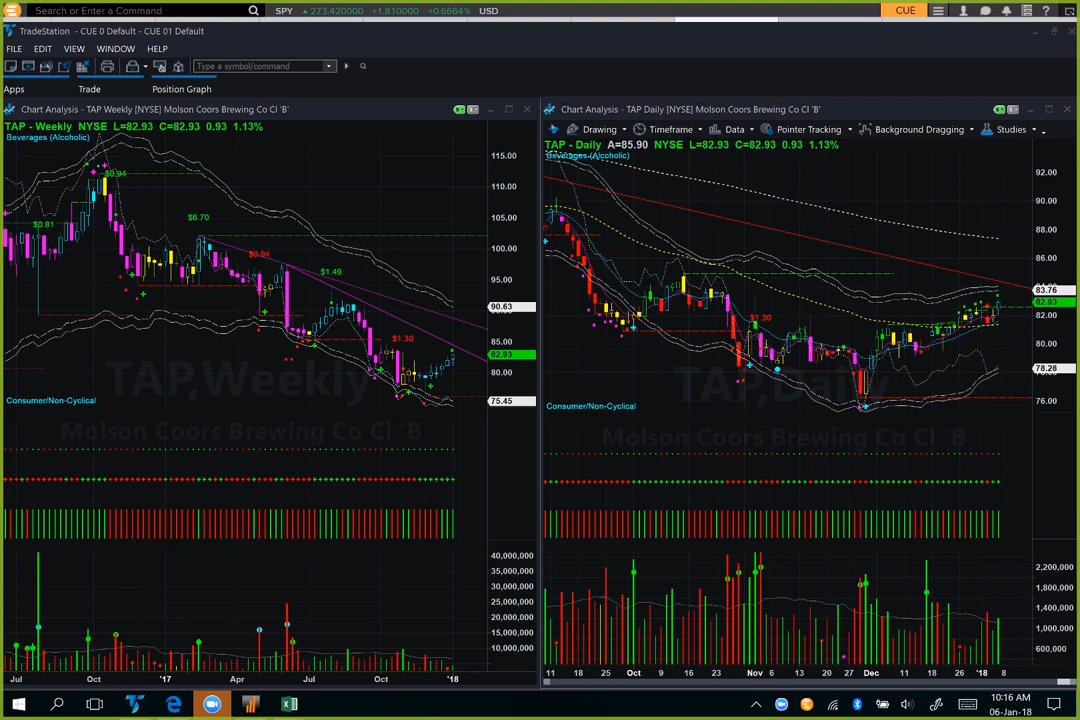 Search or Enter a Command
SPY 273.420000 +1.810000 +0.6664% USD
CUE
TradeStation - CUE 0 Default - CUE 01 Default
FILE EDIT VIEW WINDOW HELP
Type a symbol/command
Apps Trade Position Graph
Chart Analysis - TAP Weekly [NYSE] Molson Coors Brewing Co Cl 'B'
TAP - Weekly NYSE L=82.93 C=82.93 0.93 1.13%
Beverages (Alcoholic)
$0.94
$0.81
$6.70
$0.94
$1.49
$1.30
115.00
110.00
105.00
100.00
95.00
90.63
85.00
82.93
80.00
75.45
TAP,Weekly
Consumer/Non-Cyclical
Molson Coors Brewing Co Cl 'B
40,000,000
35,000,000
30,000,000
25,000,000
20,000,000
15,000,000
10,000,000
Jul Oct '17 Apr Jul Oct '18
Chart Analysis - TAP Daily [NYSE] Molson Coors Brewing Co Cl 'B'
Drawing Timeframe Data Pointer Tracking Background Dragging Studies
TAP - Daily A=85.90 NYSE L=82.93 C=82.93 0.93 1.13%
Beverages (Alcoholic)
$1.30
92.00
90.00
88.00
86.00
83.76
82.93
82.00
80.00
78.28
76.00
TAP,Daily
Consumer/Non-Cyclical
Molson Coors Brewing Co Cl 'B
2,200,000
1,800,000
1,400,000
1,000,000
600,000
11 18 25 Oct 9 16 23 Nov 6 13 20 27 Dec 11 18 26 '18 8
10:16 AM
06-Jan-18